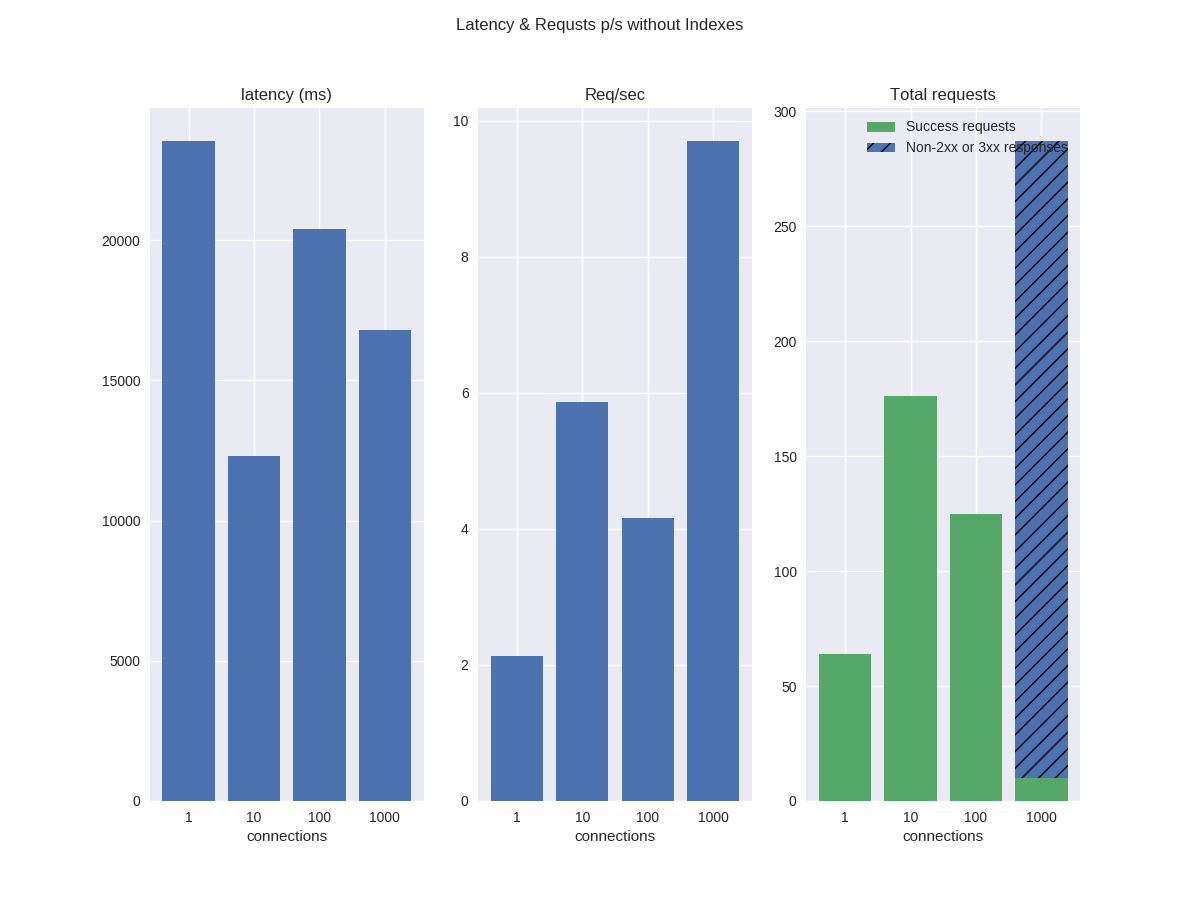 Latency & Requsts p/s without Indexes
latency (ms)
20000
15000
10000
5000
0
1 10 100 1000
connections
Req/sec
10
8
6
4
2
0
1 10 100 1000
connections
Total requests
300
250
200
150
100
50
0
Success requests
Non-2xx or 3xx responses
1 10 100 1000
connections